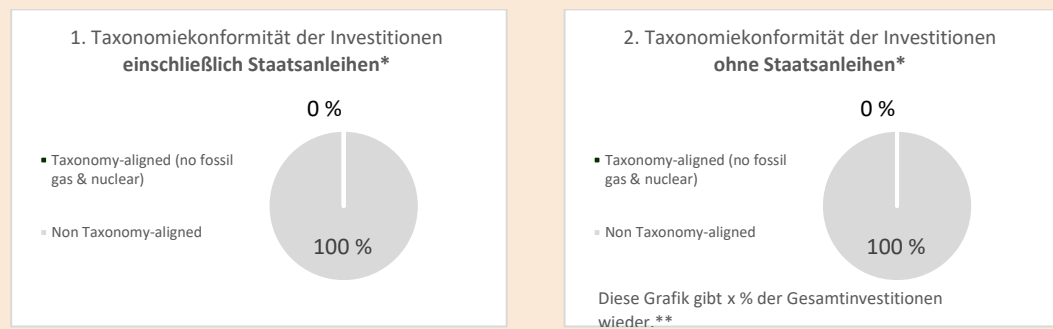 1. Taxonomiekonformität der Investitionen
einschließlich Staatsanleihen*
0 %
Taxonomy-aligned (no fossil
gas & nuclear)
Non Taxonomy-aligned
100 %
2. Taxonomiekonformität der Investitionen
ohne Staatsanleihen*
0 %
Taxonomy-aligned (no fossil
gas & nuclear)
Non Taxonomy-aligned
100 %
Diese Grafik gibt x % der Gesamtinvestitionen
wieder.**